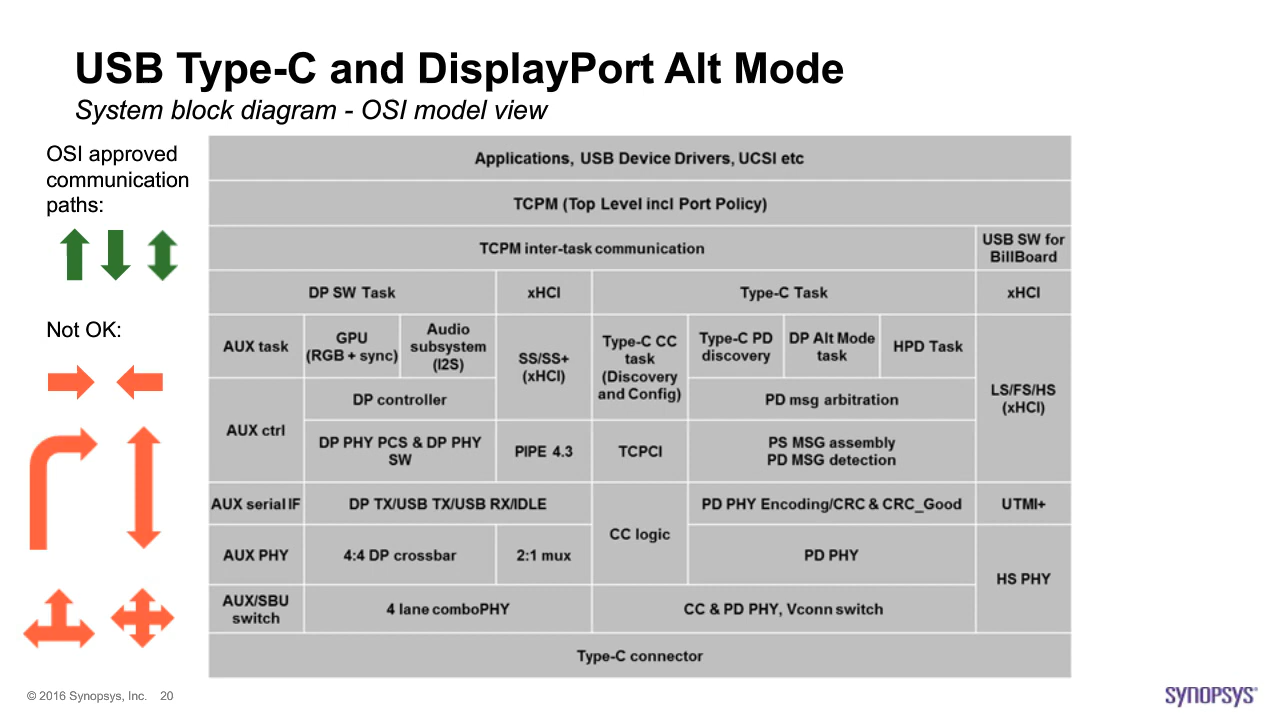 USB Type-C and DisplayPort Alt Mode
System block diagram - OSI model view
OSI approved
communication
paths:
Not OK:
Applications, USB Device Drivers, UCSI etc
TCPM (Top Level incl Port Policy)
TCPM inter-task communication
USB SW for
BillBoard
DP SW Task
xHCI
Type-C Task
xHCI
AUX task
GPU
(RGB + sync)
Audio
subsystem
(I2S)
SS/SS+
(xHCI)
Type-C CC
task
(Discovery
and Config)
Type-C PD
discovery
DP Alt Mode
task
HPD Task
LS/FS/HS
(xHCI)
AUX ctrl
DP controller
PD msg arbitration
DP PHY PCS & DP PHY
SW
PIPE 4.3
TCPCI
PS MSG assembly
PD MSG detection
AUX serial IF
DP TX/USB TX/USB RX/IDLE
CC logic
PD PHY Encoding/CRC & CRC_Good
UTMI+
AUX PHY
4:4 DP crossbar
2:1 mux
PD PHY
HS PHY
AUX/SBU
switch
4 lane comboPHY
CC & PD PHY, Vconn switch
Type-C connector
© 2016 Synopsys, Inc. 20
SYNOPSYS®